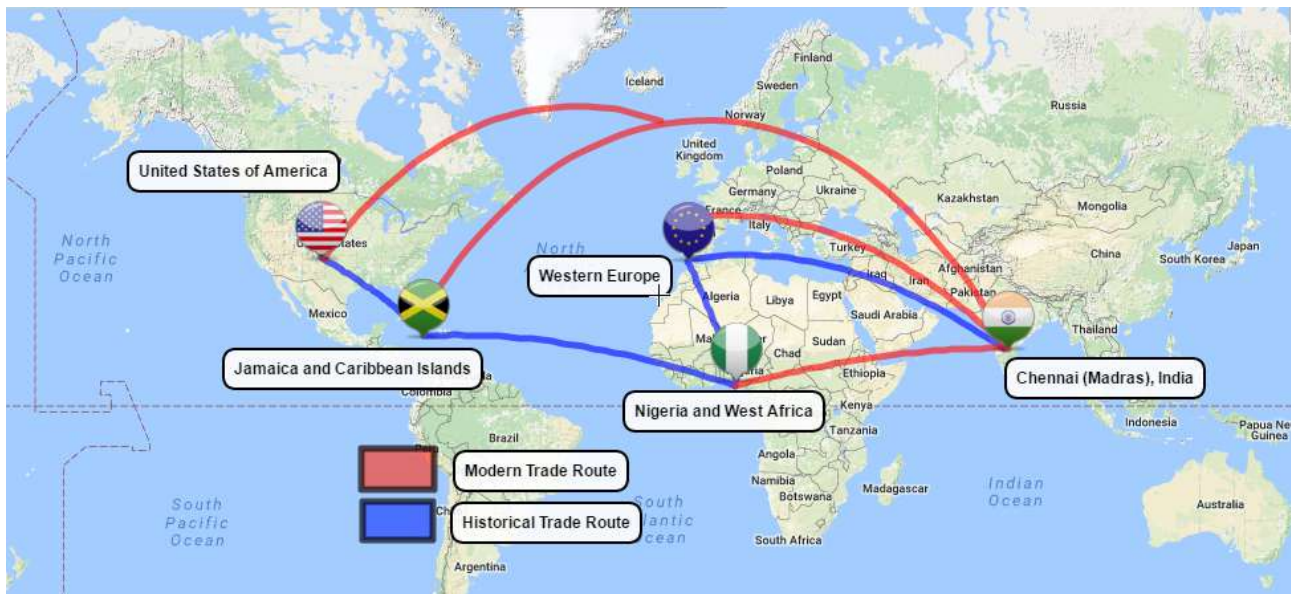 Iceland
Finland
Sweden
Norway
Russia
United
Kingdom
United States of America
Poland
Germany
Ukraine
Kazakhstan
Mongolia
France
Italy
Turkey
North
Pacific
Ocean
North
Western Europe
Iraq
Iran
Afghanistan
Pakistan
China
South Korea
Japan
Mexico
Algeria
Libya
Egypt
Saudi Arabia
Thailand
Jamaica and Caribbean Islands
Chad
Sudan
Ethiopia
Chennai (Madras), India
Colombia
Nigeria and West Africa
Kenya
Tanzania
Indonesia
Papua New
Guinea
Brazil
Angola
Namibia
Botswana
Madagascar
Modern Trade Route
Historical Trade Route
South
Pacific
Ocean
South
Indian
Ocean
Australia
South Africa
Argentina